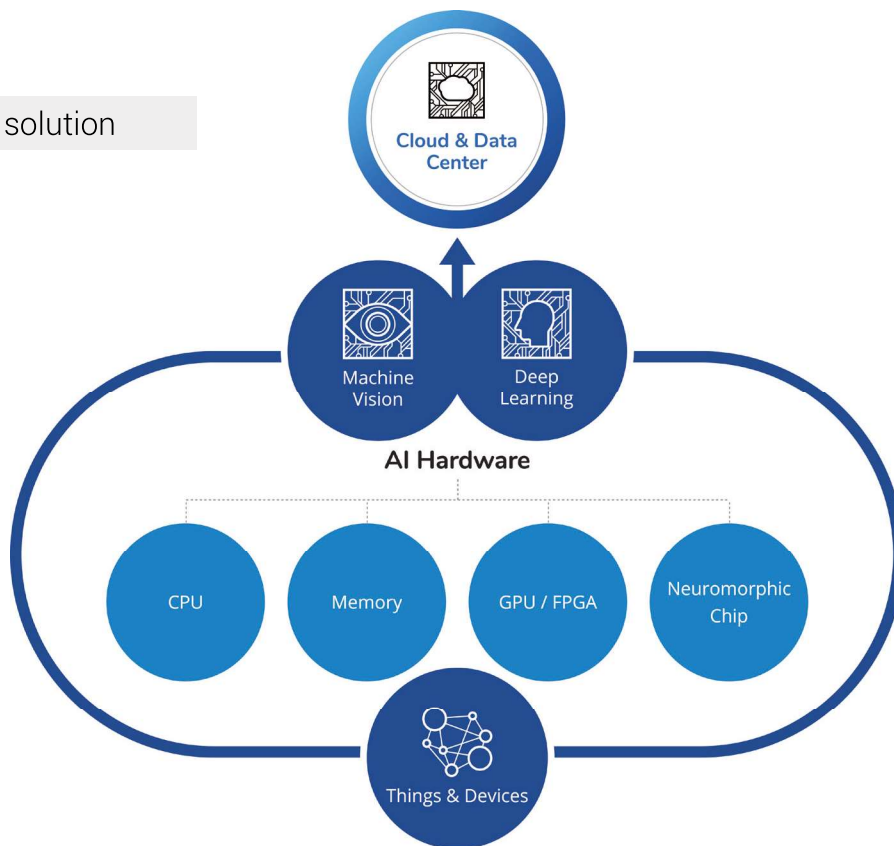 solution
Cloud & Data
Center
Machine
Vision
Deep
Learning
AI Hardware
CPU
Memory
GPU / FPGA
Neuromorphic
Chip
Things & Devices